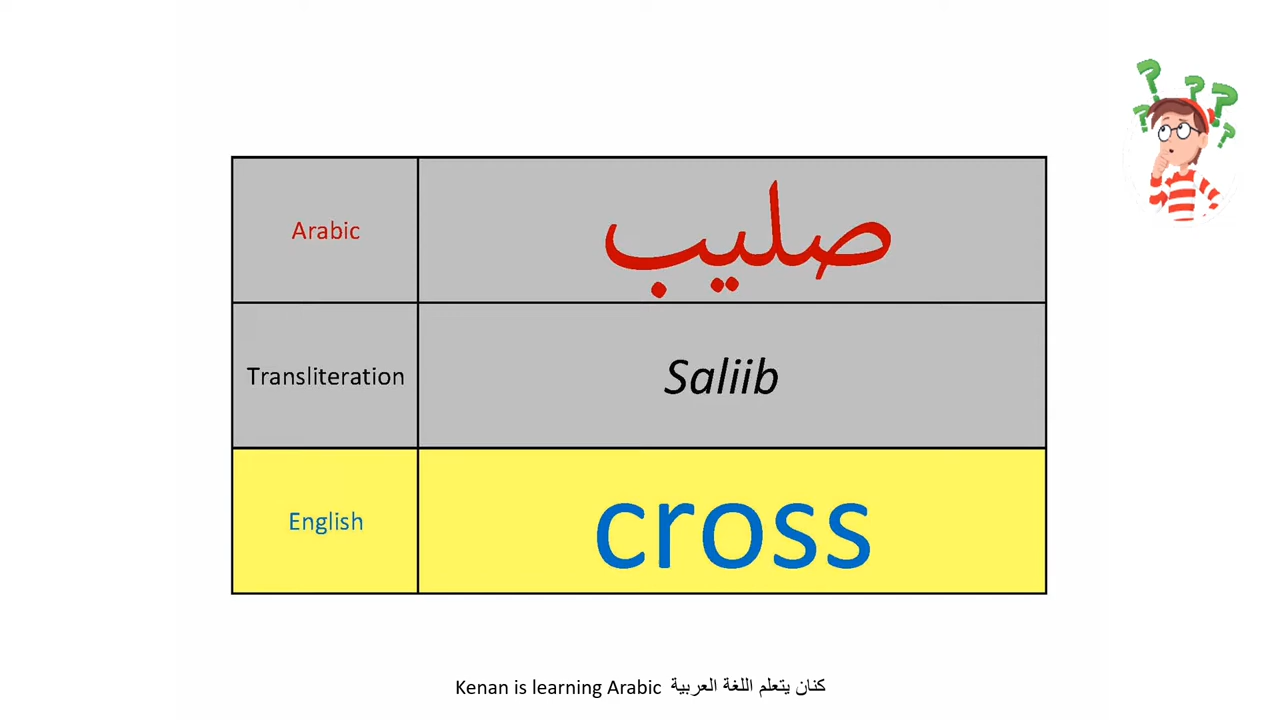 Arabic صليب
Transliteration Saliib
English cross
Kenan is learning Arabic كنان يتعلم اللغة العربية